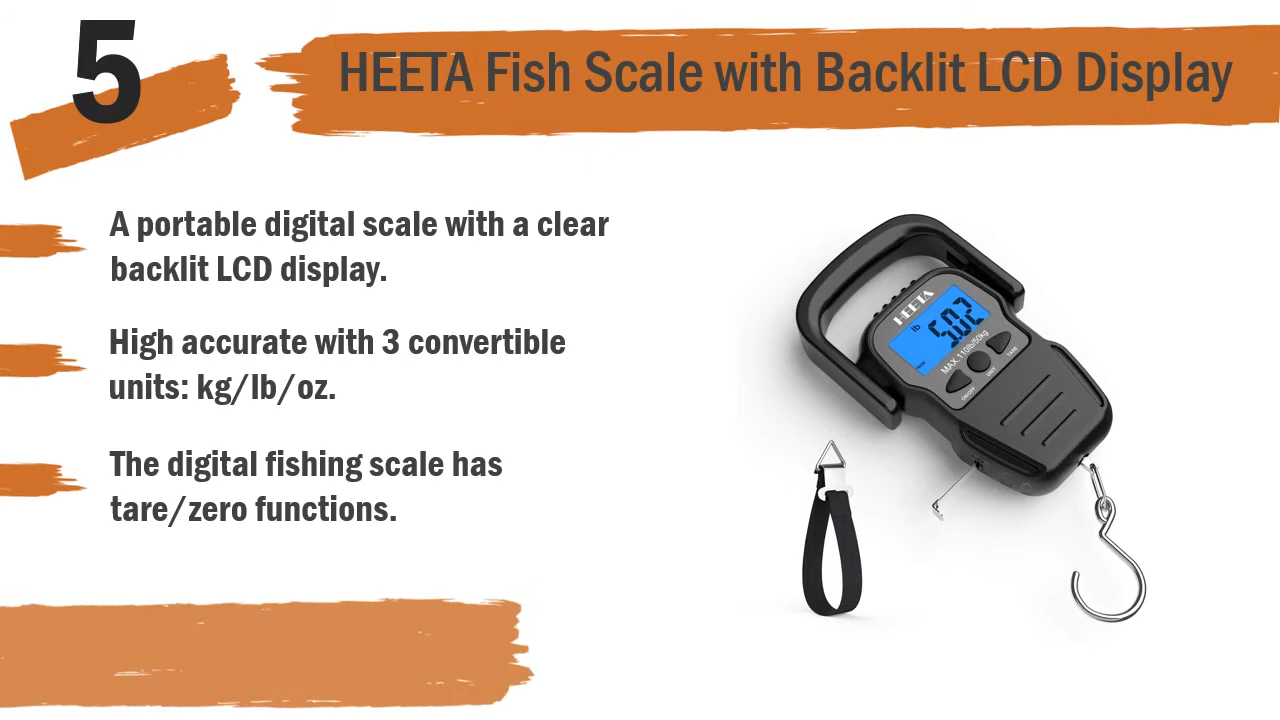 5
HEETA Fish Scale with Backlit LCD Display
A portable digital scale with a clear
backlit LCD display.
High accurate with 3 convertible
units: kg/lb/oz.
The digital fishing scale has
tare/zero functions.
HEETA
lb
5.02
MAX.110lb/50kg
ON/OFF
UNIT
TARE